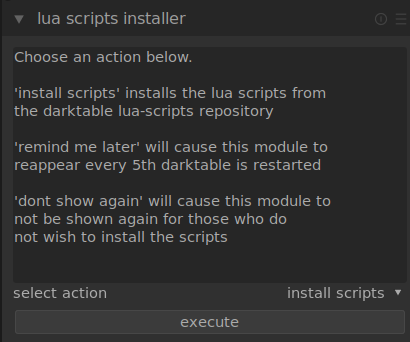 lua scripts installer
Choose an action below.
'install scripts' installs the lua scripts from
the darktable lua-scripts repository
'remind me later' will cause this module to
reappear every 5th darktable is restarted
'dont show again' will cause this module to
not be shown again for those who do
not wish to install the scripts
select action install scripts
execute